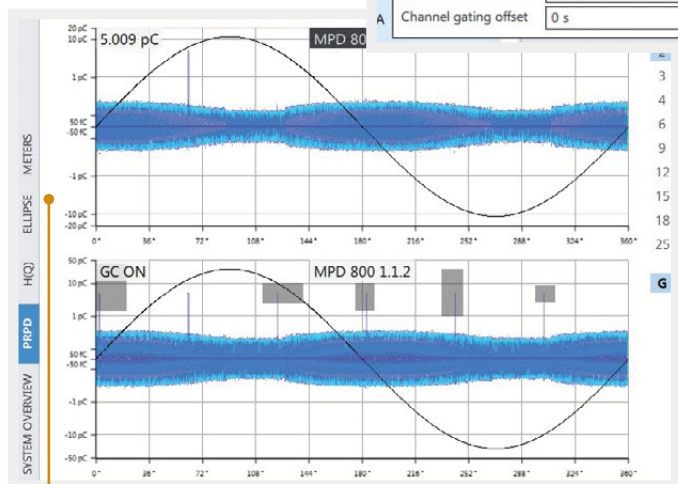 A
Channel gating offset 0 s
20 pC
10 pC
5.009 pC
MPD 80
1 pC
50 fC
-50 fC
-1 pC
-10 pC
-20 pC
0° 36° 72° 108° 144° 180° 216° 252° 288° 324° 360°
2
3
4
6
9
12
15
18
25
G
METERS
ELLIPSE
H(Q)
PRPD
SYSTEM OVERVIEW
50 pC
GC ON
MPD 800 1.1.2
10 pC
1 pC
50 fC
-50 fC
-1 pC
-10 pC
-50 pC
0° 36° 72° 108° 144° 180° 216° 252° 288° 324° 360°